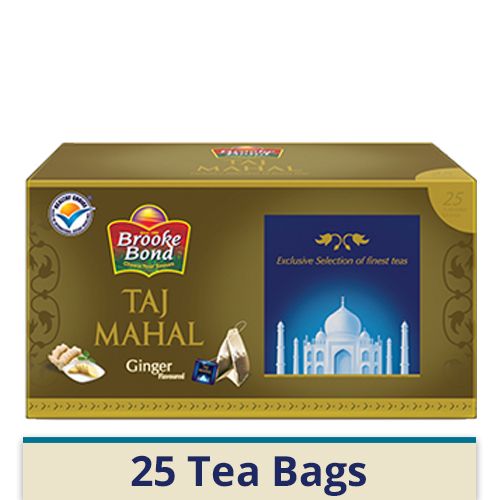 TAJ
MAHAL
25
Brooke
Bond
Exclusive Selection of finest teas
TAJ
MAHAL
Ginger
Flavoured
25 Tea Bags